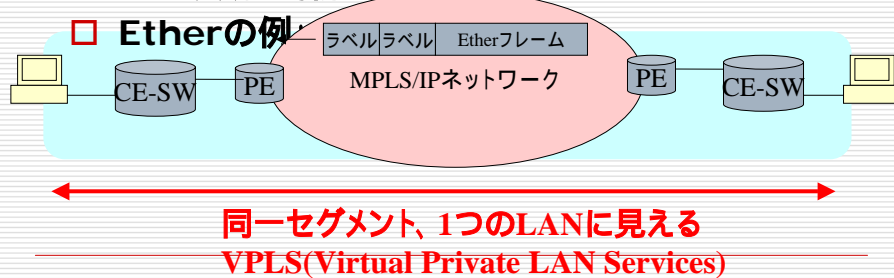 Etherの例:
ラベル ラベル Etherフレーム
MPLS/IPネットワーク
CE-SW PE PE CE-SW
同一セグメント、1つのLANに見える
VPLS(Virtual Private LAN Services)